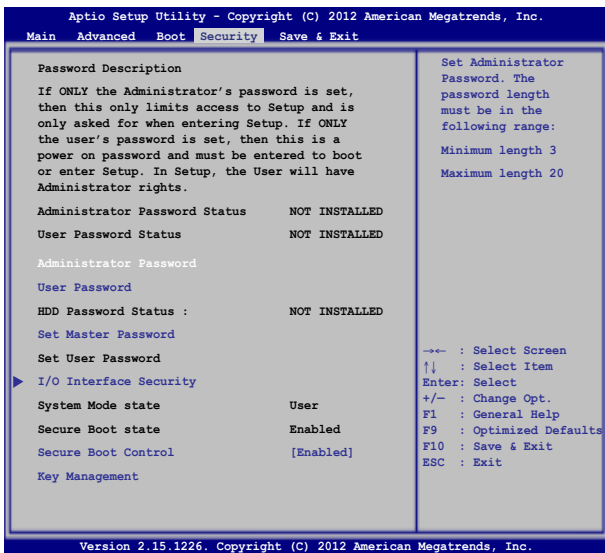 Aptio Setup Utility - Copyright (C) 2012 American Megatrends, Inc.
Main Advanced Boot Security Save & Exit
Password Description
If ONLY the Administrator's password is set,
then this only limits access to Setup and is
only asked for when entering Setup. If ONLY
the user's password is set, then this is a
power on password and must be entered to boot
or enter Setup. In Setup, the User will have
Administrator rights.
Administrator Password Status NOT INSTALLED
User Password Status NOT INSTALLED
Administrator Password
User Password
HDD Password Status : NOT INSTALLED
Set Master Password
Set User Password
I/O Interface Security
System Mode state User
Secure Boot state Enabled
Secure Boot Control [Enabled]
Key Management
Set Administrator
Password. The
password length
must be in the
following range:
Minimum length 3
Maximum length 20
→← : Select Screen
↑↓ : Select Item
Enter: Select
+/— : Change Opt.
F1 : General Help
F9 : Optimized Defaults
F10 : Save & Exit
ESC : Exit
Version 2.15.1226. Copyright (C) 2012 American Megatrends, Inc.